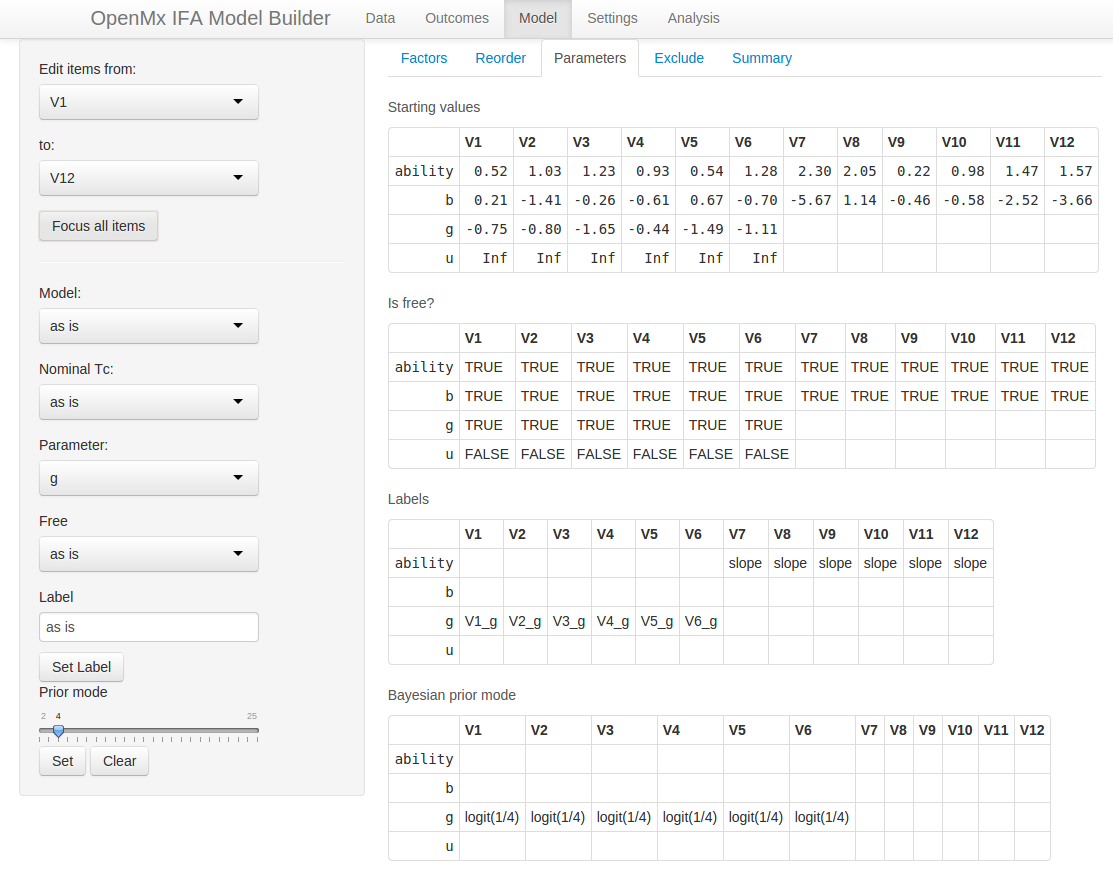 OpenMx IFA Model Builder Data Outcomes Model Settings Analysis
Edit items from:
V1
to:
V12
Focus all items
Model:
as is
Nominal Tc:
as is
Parameter:
g
Free
as is
Label
as is
Set Label
Prior mode
2 4 25
Set Clear
Factors Reorder Parameters Exclude Summary
Starting values
V1 V2 V3 V4 V5 V6 V7 V8 V9 V10 V11 V12
ability 0.52 1.03 1.23 0.93 0.54 1.28 2.30 2.05 0.22 0.98 1.47 1.57
b 0.21 -1.41 -0.26 -0.61 0.67 -0.70 -5.67 1.14 -0.46 -0.58 -2.52 -3.66
g -0.75 -0.80 -1.65 -0.44 -1.49 -1.11
u Inf Inf Inf Inf Inf Inf
Is free?
V1 V2 V3 V4 V5 V6 V7 V8 V9 V10 V11 V12
ability TRUE TRUE TRUE TRUE TRUE TRUE TRUE TRUE TRUE TRUE TRUE TRUE
b TRUE TRUE TRUE TRUE TRUE TRUE TRUE TRUE TRUE TRUE TRUE TRUE
g TRUE TRUE TRUE TRUE TRUE TRUE
u FALSE FALSE FALSE FALSE FALSE FALSE
Labels
V1 V2 V3 V4 V5 V6 V7 V8 V9 V10 V11 V12
ability slope slope slope slope slope slope
b
g V1_g V2_g V3_g V4_g V5_g V6_g
u
Bayesian prior mode
V1 V2 V3 V4 V5 V6 V7 V8 V9 V10 V11 V12
ability
b
g logit(1/4) logit(1/4) logit(1/4) logit(1/4) logit(1/4) logit(1/4)
u